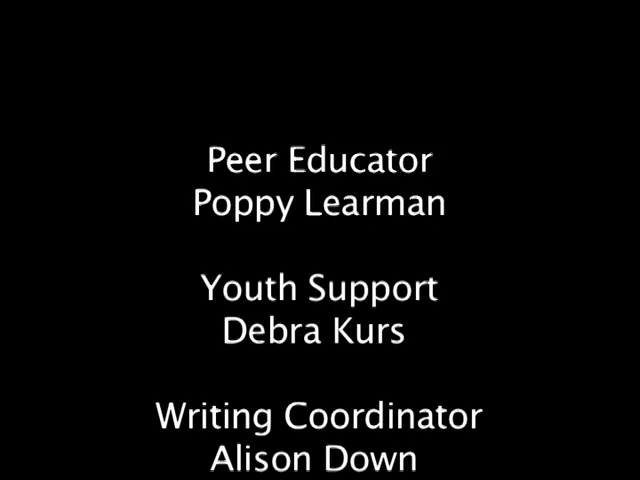 Peer Educator
Poppy Learman
Youth Support
Debra Kurs
Writing Coordinator
Alison Down